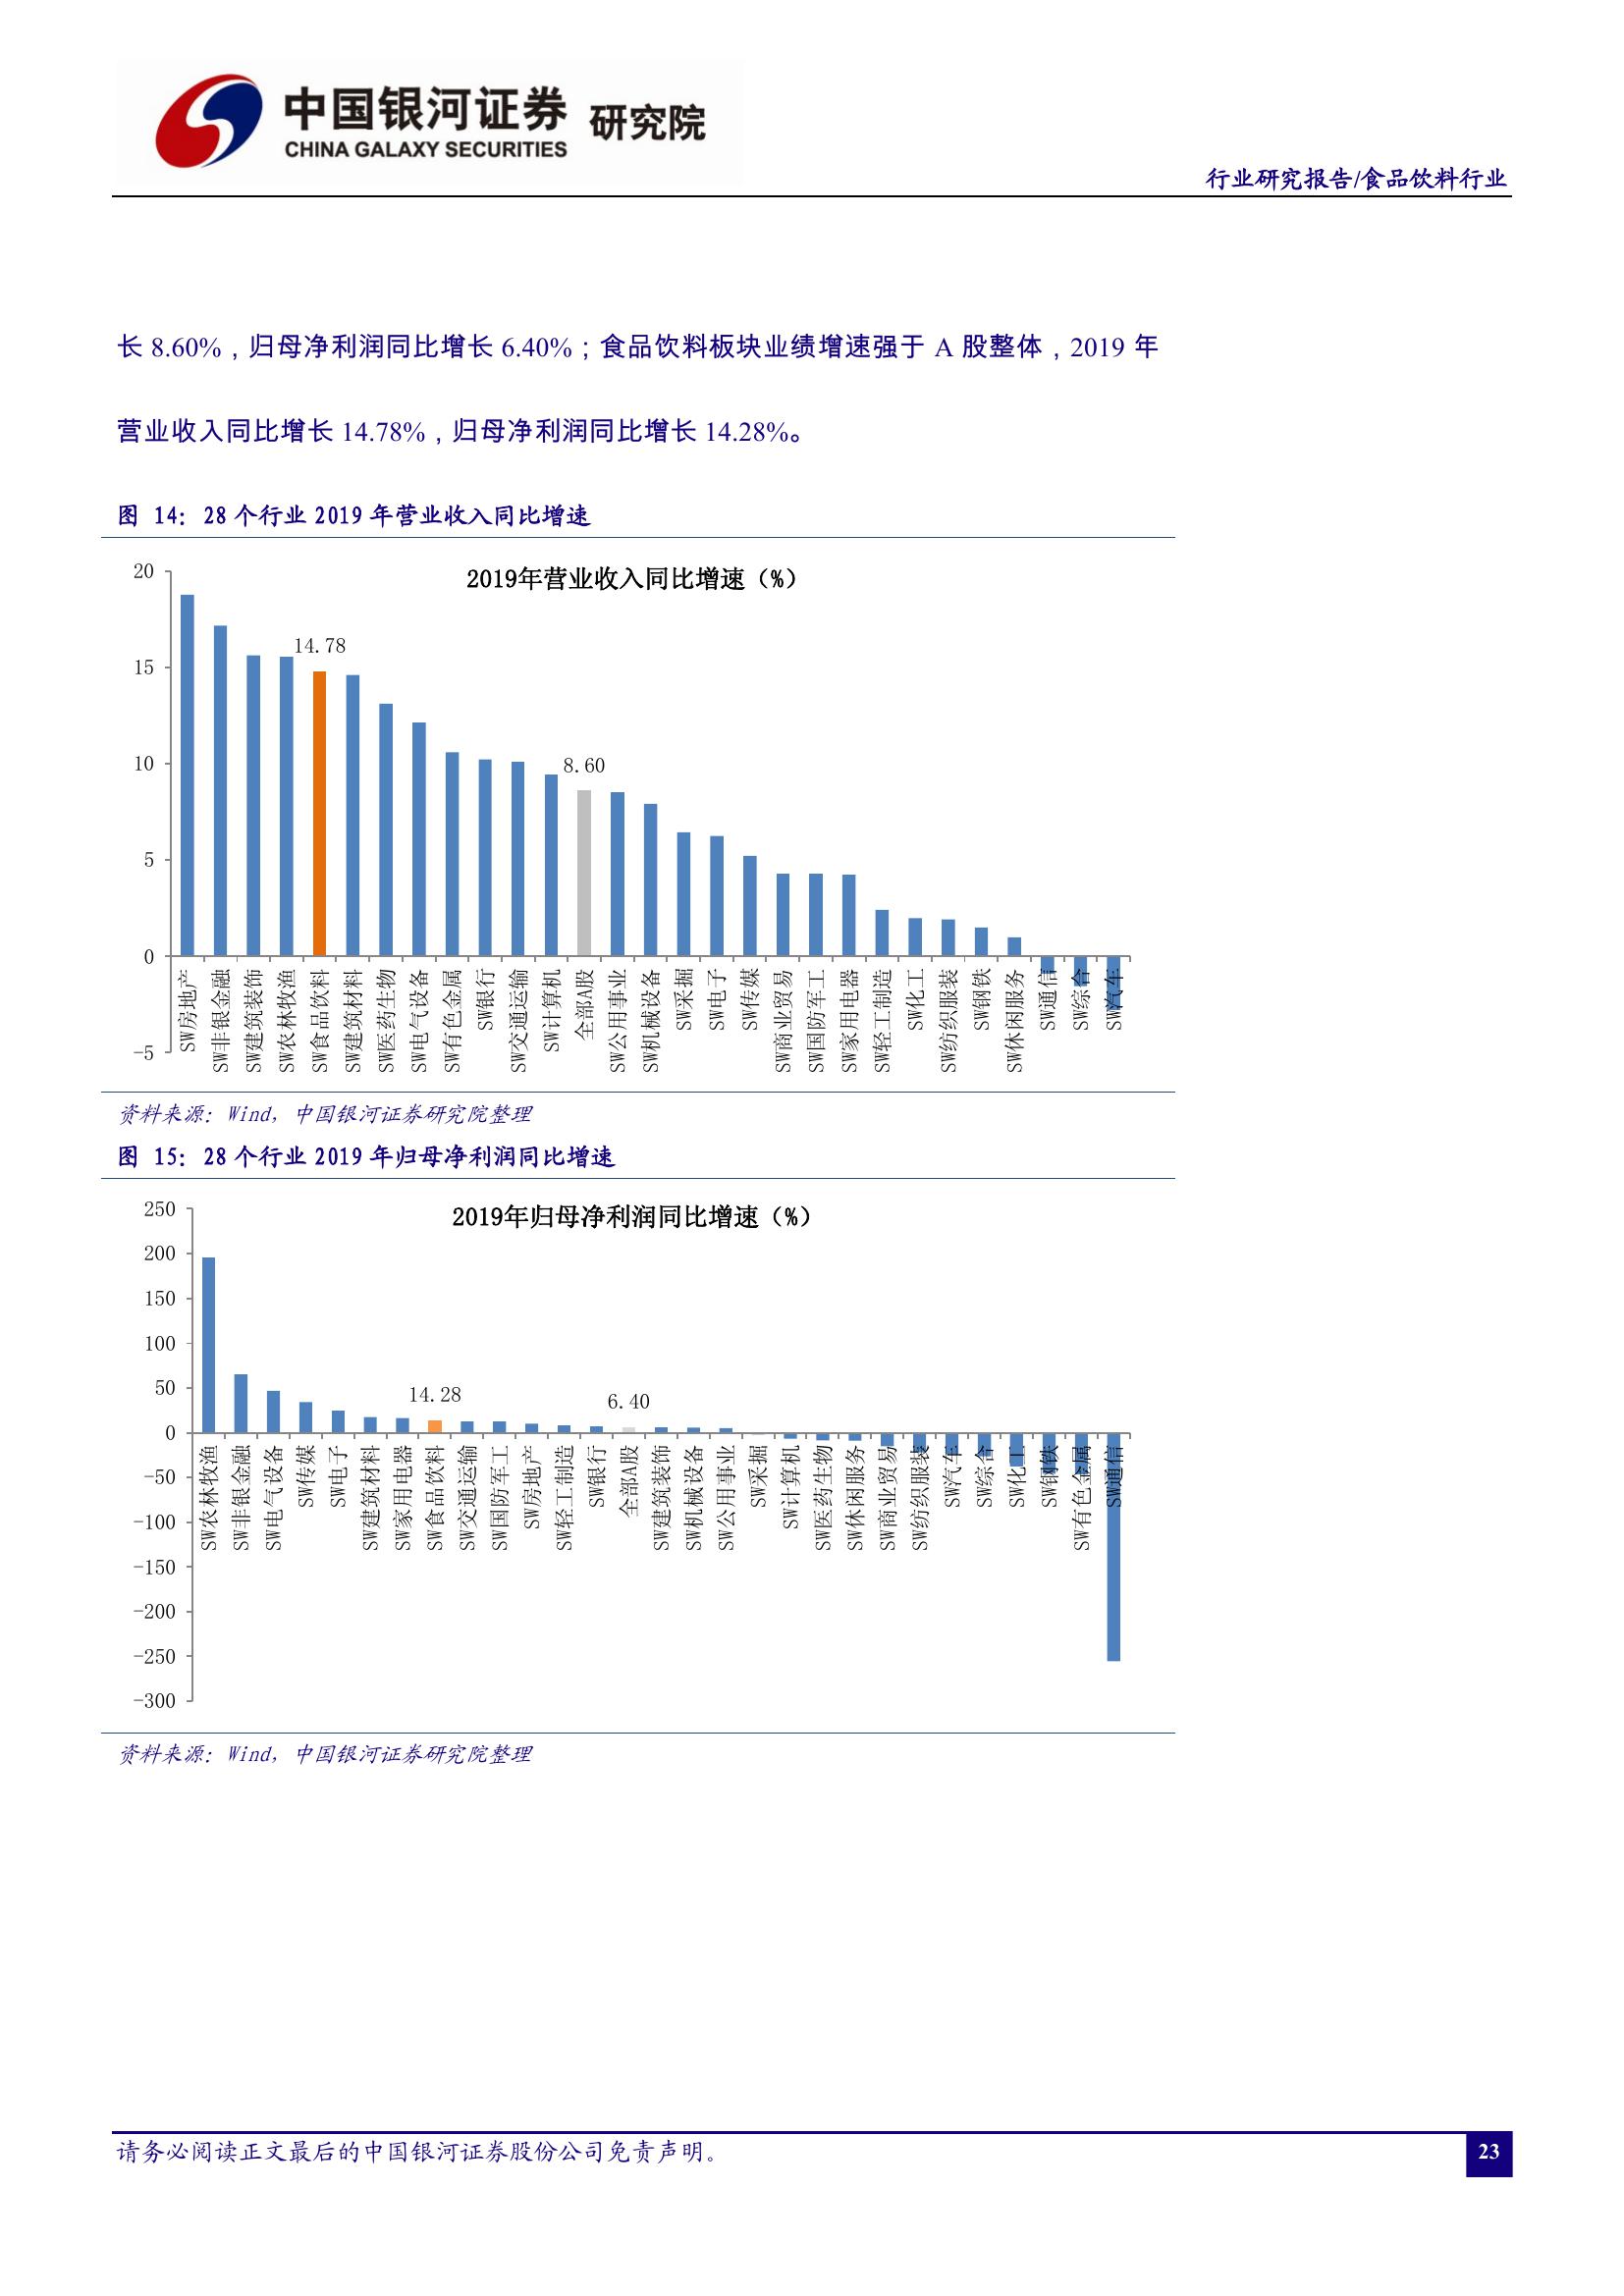 中国银河证券 研究院
CHINA GALAXY SECURITIES
行业研究报告/食品饮料行业
长 8.60%，归母净利润同比增长 6.40%；食品饮料板块业绩增速强于 A 股整体，2019 年
营业收入同比增长 14.78%，归母净利润同比增长 14.28%。
图 14：28 个行业 2019 年营业收入同比增速
2019年营业收入同比增速（%）
20
15
10
5
0
-5
14.78
8.60
SW房地产
SW非银金融
SW建筑装饰
SW农林牧渔
SW食品饮料
SW建筑材料
SW医药生物
SW电气设备
SW有色金属
SW银行
SW交通运输
SW计算机
全部A股
SW公用事业
SW机械设备
SW采掘
SW电子
SW传媒
SW商业贸易
SW国防军工
SW家用电器
SW轻工制造
SW化工
SW纺织服装
SW钢铁
SW休闲服务
SW通信
SW综合
SW汽车
资料来源：Wind，中国银河证券研究院整理
图 15：28 个行业 2019 年归母净利润同比增速
2019年归母净利润同比增速（%）
250
200
150
100
50
0
-50
-100
-150
-200
-250
-300
14.28
6.40
SW农林牧渔
SW非银金融
SW电气设备
SW传媒
SW电子
SW建筑材料
SW家用电器
SW食品饮料
SW交通运输
SW国防军工
SW房地产
SW轻工制造
SW银行
全部A股
SW建筑装饰
SW机械设备
SW公用事业
SW采掘
SW计算机
SW医药生物
SW休闲服务
SW商业贸易
SW纺织服装
SW汽车
SW综合
SW化工
SW钢铁
SW有色金属
SW通信
资料来源：Wind，中国银河证券研究院整理
请务必阅读正文最后的中国银河证券股份公司免责声明。
23